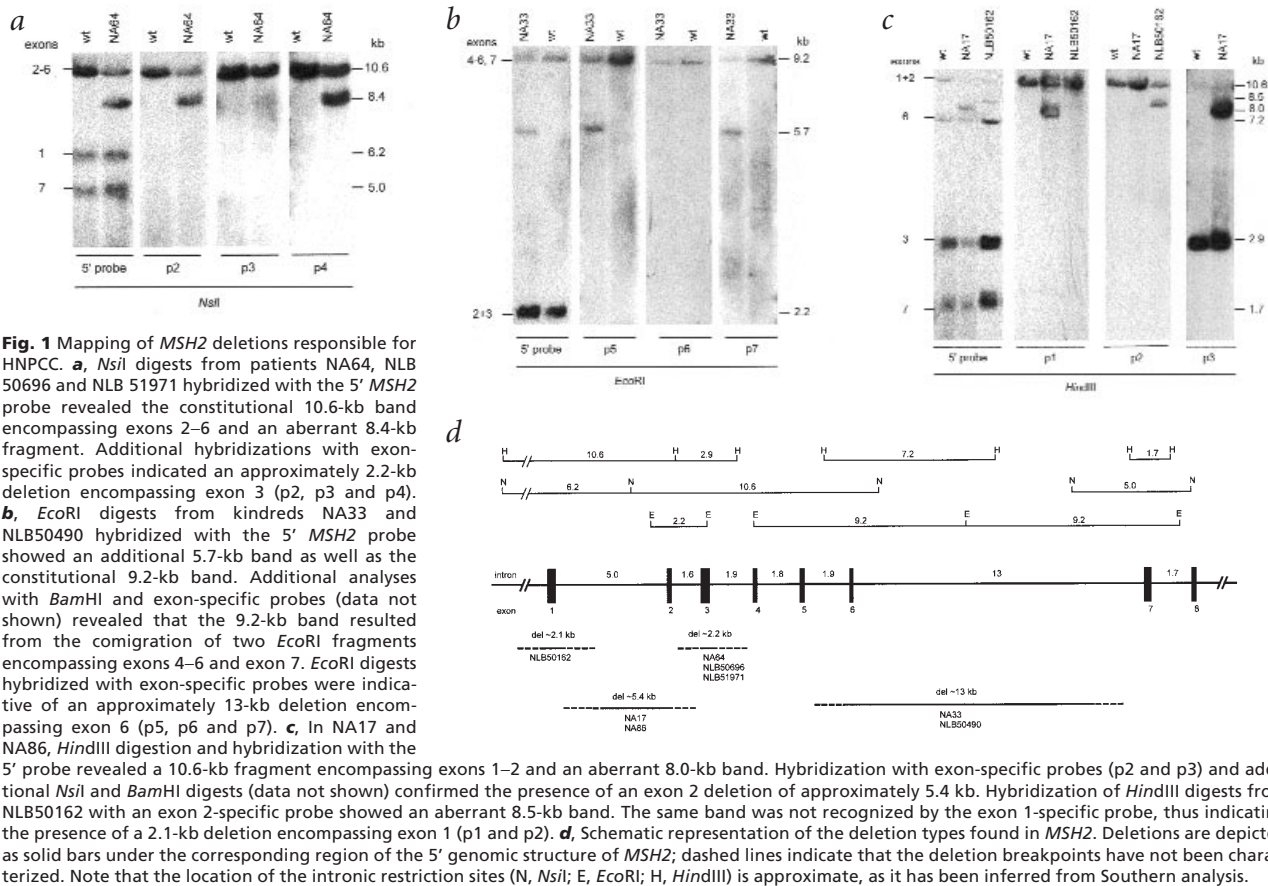 a
exons
wt NA64 wt NA64 wt NA64 wt NA64
kb
2-6
1
7
10.6
8.4
6.2
5.0
5' probe p2 p3 p4
NsiI
b
exons
NA33 wt NA33 wt NA33 wt NA33 wt
kb
4-6, 7
2+3
9.2
5.7
2.2
5' probe p5 p6 p7
EcoRI
c
wt NA17 NLB50162 wt NA17 NLB50162 wt NA17 NLB50162 wt NA17
kb
1+2
6
3
7
10.6
8.5
8.0
7.2
2.9
1.7
5' probe p1 p2 p3
HindIII
Fig. 1 Mapping of MSH2 deletions responsible for
HNPCC. a, NsiI digests from patients NA64, NLB
50696 and NLB 51971 hybridized with the 5' MSH2
probe revealed the constitutional 10.6-kb band
encompassing exons 2–6 and an aberrant 8.4-kb
fragment. Additional hybridizations with exon-
specific probes indicated an approximately 2.2-kb
deletion encompassing exon 3 (p2, p3 and p4).
b, EcoRI digests from kindreds NA33 and
NLB50490 hybridized with the 5' MSH2 probe
showed an additional 5.7-kb band as well as the
constitutional 9.2-kb band. Additional analyses
with BamHI and exon-specific probes (data not
shown) revealed that the 9.2-kb band resulted
from the comigration of two EcoRI fragments
encompassing exons 4–6 and exon 7. EcoRI digests
hybridized with exon-specific probes were indica-
tive of an approximately 13-kb deletion encom-
passing exon 6 (p5, p6 and p7). c, In NA17 and
NA86, HindIII digestion and hybridization with the
5' probe revealed a 10.6-kb fragment encompassing exons 1–2 and an aberrant 8.0-kb band. Hybridization with exon-specific probes (p2 and p3) and addi
tional NsiI and BamHI digests (data not shown) confirmed the presence of an exon 2 deletion of approximately 5.4 kb. Hybridization of HindIII digests fro
NLB50162 with an exon 2-specific probe showed an aberrant 8.5-kb band. The same band was not recognized by the exon 1-specific probe, thus indicatin
the presence of a 2.1-kb deletion encompassing exon 1 (p1 and p2). d, Schematic representation of the deletion types found in MSH2. Deletions are depicte
as solid bars under the corresponding region of the 5' genomic structure of MSH2; dashed lines indicate that the deletion breakpoints have not been chara
terized. Note that the location of the intronic restriction sites (N, NsiI; E, EcoRI; H, HindIII) is approximate, as it has been inferred from Southern analysis.
d
H 10.6 H 2.9 H H 7.2 H H 1.7 H
N 6.2 N 10.6 N N 5.0 N
E 2.2 E E 9.2 E 9.2 E
intron 5.0 1.6 1.9 1.8 1.9 13 1.7
exon 1 2 3 4 5 6 7 8
del ~2.1 kb
NLB50162
del ~2.2 kb
NA64
NLB50696
NLB51971
del ~5.4 kb
NA17
NA86
del ~13 kb
NA33
NLB50490